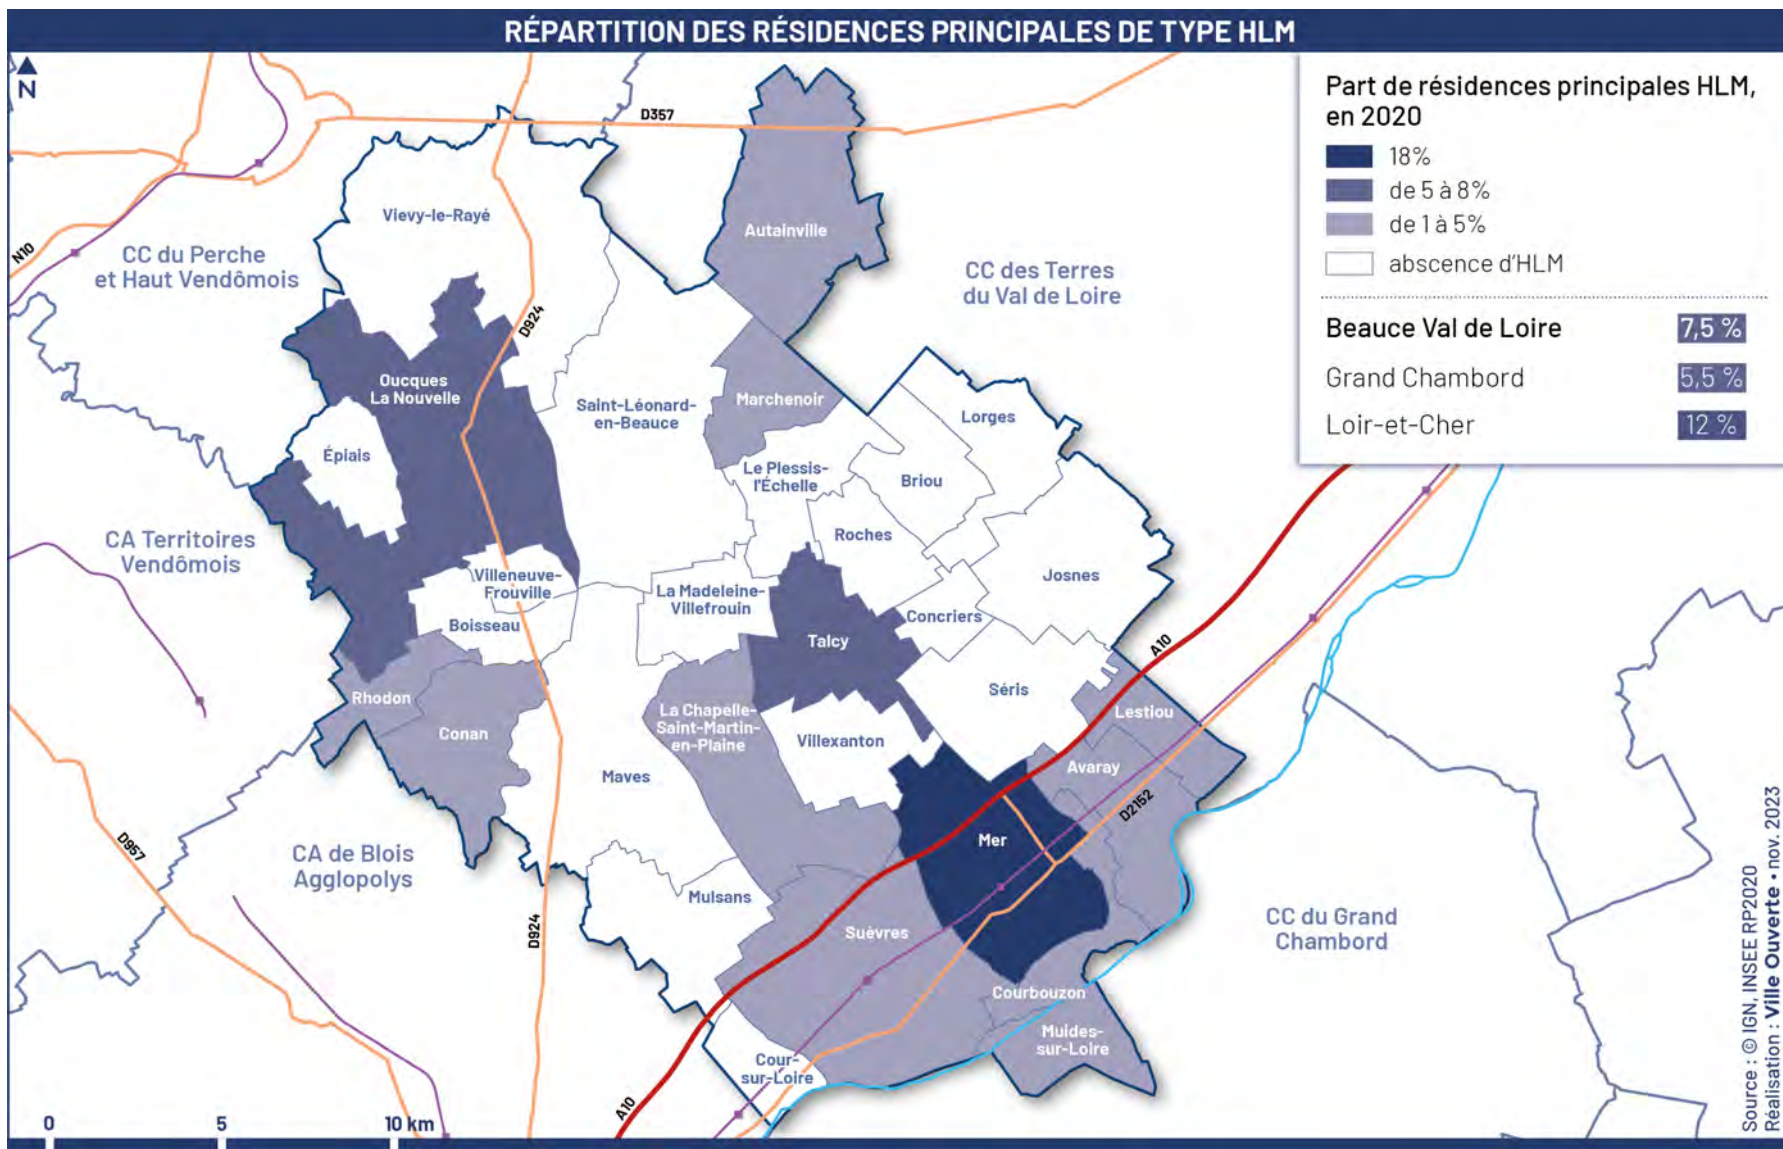 RÉPARTITION DES RÉSIDENCES PRINCIPALES DE TYPE HLM
N
Part de résidences principales HLM,
en 2020
18%
de 5 à 8%
de 1 à 5%
abscence d'HLM
Beauce Val de Loire 7,5 %
Grand Chambord 5,5 %
Loir-et-Cher 12 %
D357
N10
Vievy-le-Rayé
Autainville
CC du Perche
et Haut Vendômois
CC des Terres
du Val de Loire
D924
Oucques
La Nouvelle
Saint-Léonard-
en-Beauce
Marchenoir
Lorges
Épiais
Le Plessis-
l'Échelle
Briou
CA Territoires
Vendômois
Roches
Josnes
Villeneuve-
Frouville
La Madeleine-
Villefrouin
Boisseau
Concriers
Talcy
A10
Rhodon
Conan
La Chapelle-
Saint-Martin-
en-Plaine
Séris
Lestiou
Villexanton
Maves
Avaray
D2152
D957
CA de Blois
Agglopolys
Mer
Mulsans
Suèvres
D924
CC du Grand
Chambord
Courbouzon
Muides-
sur-Loire
Cour-
sur-Loire
A10
0 5 10 km
Source : © IGN, INSEE RP2020
Réalisation : Ville Ouverte • nov. 2023